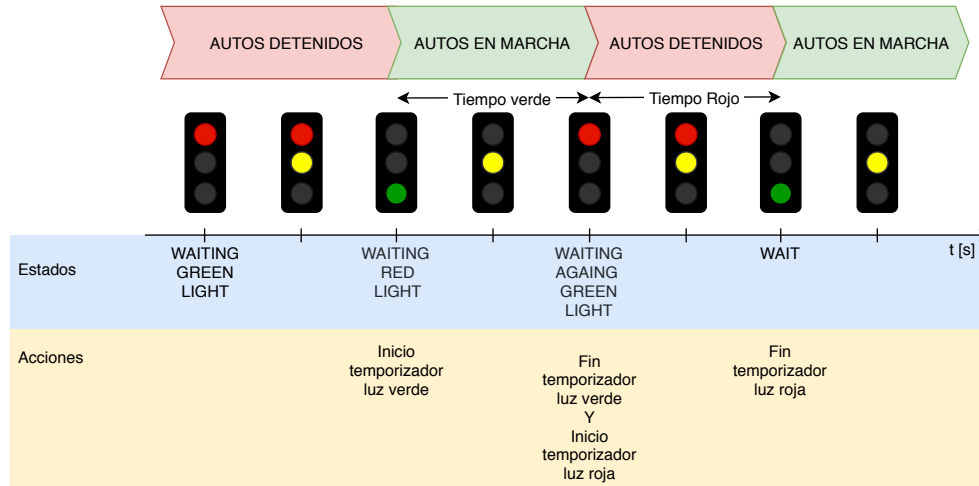 AUTOS DETENIDOS
AUTOS EN MARCHA
AUTOS DETENIDOS
AUTOS EN MARCHA
Tiempo verde
Tiempo Rojo
t [s]
Estados
WAITING
GREEN
LIGHT
WAITING
RED
LIGHT
WAITING
AGAING
GREEN
LIGHT
WAIT
Acciones
Inicio
temporizador
luz verde
Fin
temporizador
luz verde
Y
Inicio
temporizador
luz roja
Fin
temporizador
luz roja